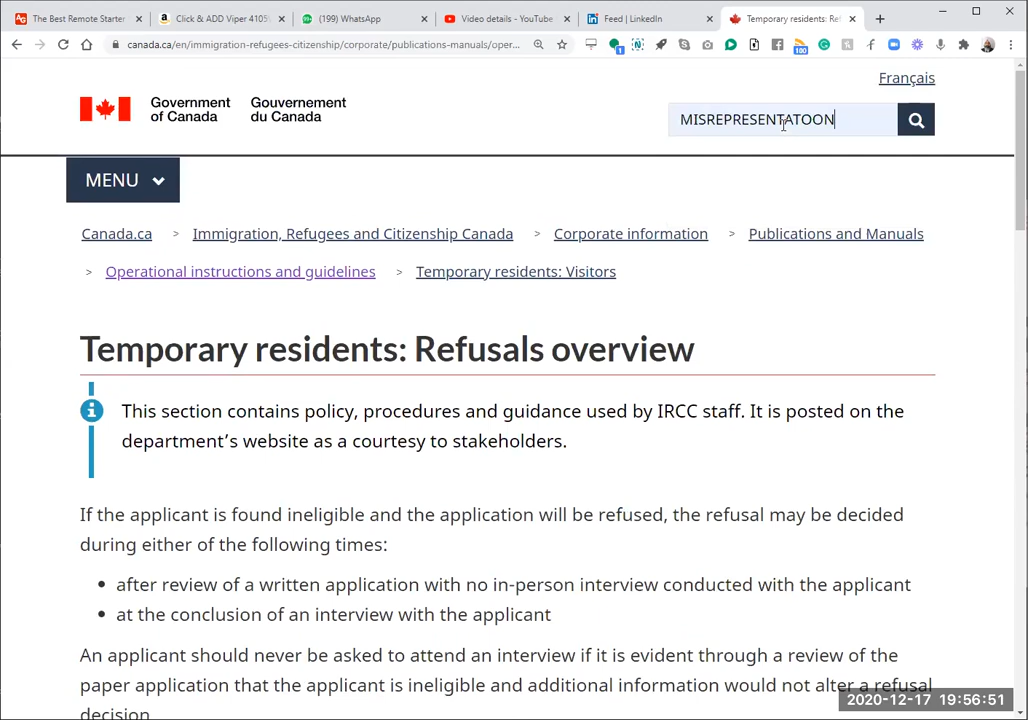 The Best Remote Starter
Click & ADD Viper 4105
(199) WhatsApp
Video details - YouTube
Feed | LinkedIn
Temporary residents: Ref
canada.ca/en/immigration-refugees-citizenship/corporate/publications-manuals/oper...
Français
Government of Canada
Gouvernement du Canada
MISREPRESENTATOON
MENU
Canada.ca > Immigration, Refugees and Citizenship Canada > Corporate information > Publications and Manuals
> Operational instructions and guidelines > Temporary residents: Visitors
Temporary residents: Refusals overview
This section contains policy, procedures and guidance used by IRCC staff. It is posted on the
department's website as a courtesy to stakeholders.
If the applicant is found ineligible and the application will be refused, the refusal may be decided
during either of the following times:
• after review of a written application with no in-person interview conducted with the applicant
• at the conclusion of an interview with the applicant
An applicant should never be asked to attend an interview if it is evident through a review of the
paper application that the applicant is ineligible and additional information would not alter a refusal
decision.
2020-12-17 19:56:51